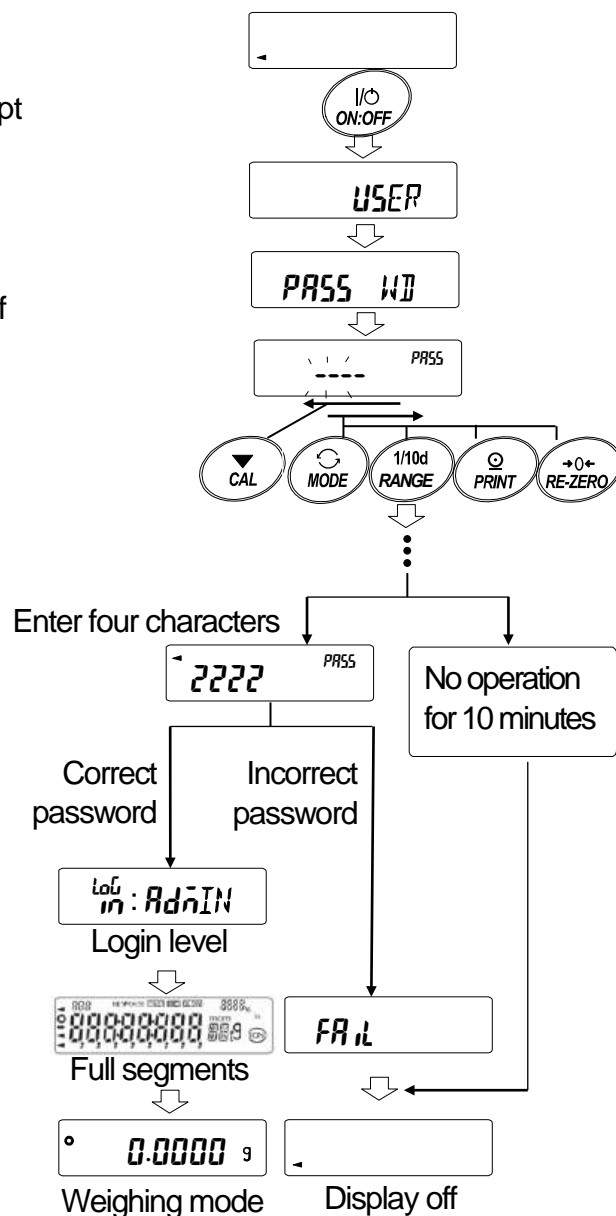 pt
I/⏻
ON:OFF
USER
f
PASS WD
PASS
----
CAL
MODE
1/10d
RANGE
PRINT
→0←
RE-ZERO
Enter four characters
PASS
2222
No operation
for 10 minutes
Correct
password
Incorrect
password
LoG
in : AdmIN
Login level
FAiL
Full segments
0.0000 g
Weighing mode
Display off